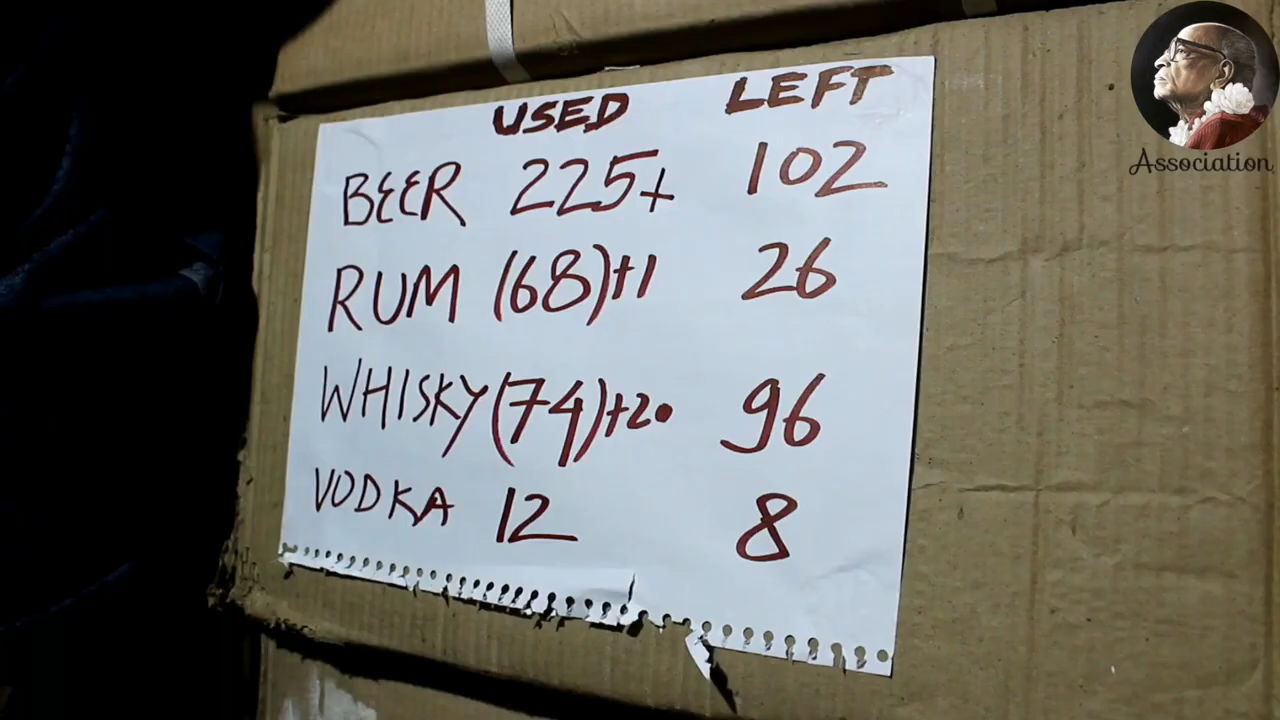 USED LEFT
BEER 225+ 102
RUM (68)+1 26
WHISKY (74)+20 96
VODKA 12 8
Association